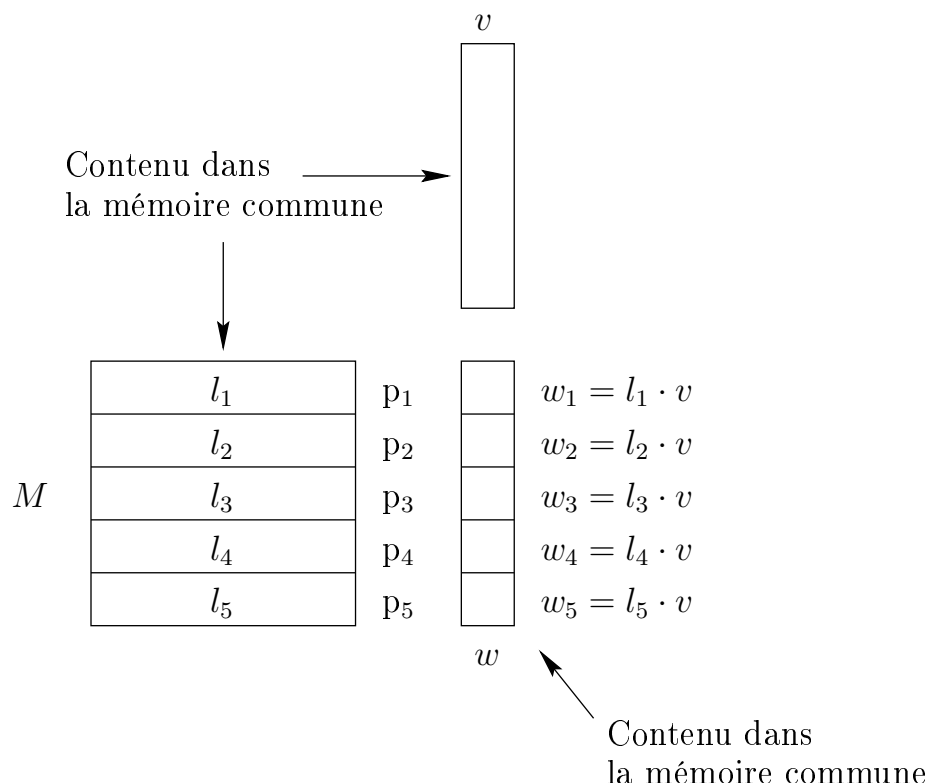 v
Contenu dans
la mémoire commune
l₁ p₁ w₁ = l₁ · v
l₂ p₂ w₂ = l₂ · v
M l₃ p₃ w₃ = l₃ · v
l₄ p₄ w₄ = l₄ · v
l₅ p₅ w₅ = l₅ · v
w
Contenu dans
la mémoire commune